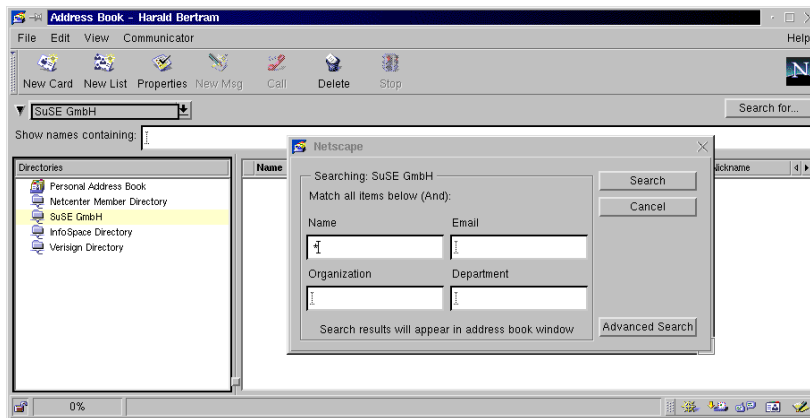 Address Book - Harald Bertram
File Edit View Communicator Help
New Card New List Properties New Msg Call Delete Stop
N
SuSE GmbH
Search for...
Show names containing:
Directories
Personal Address Book
Netcenter Member Directory
SuSE GmbH
InfoSpace Directory
Verisign Directory
Name
Nickname
Netscape
Searching: SuSE GmbH
Match all items below (And):
Name Email
*
Organization Department
Search results will appear in address book window
Search
Cancel
Advanced Search
0%